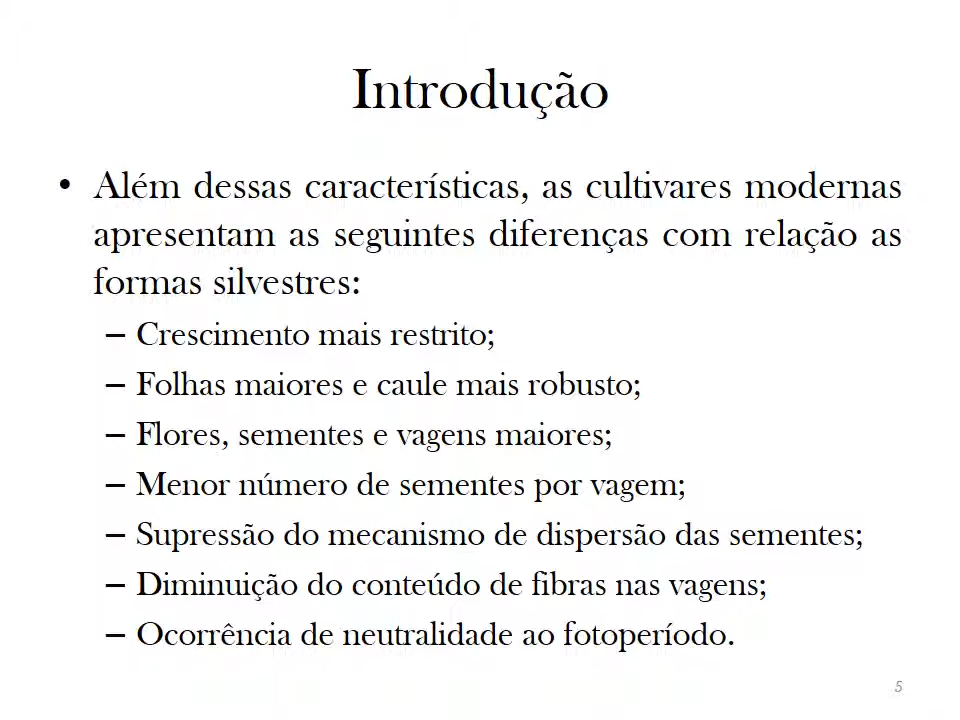 Introdução
• Além dessas características, as cultivares modernas
apresentam as seguintes diferenças com relação as
formas silvestres:
– Crescimento mais restrito;
– Folhas maiores e caule mais robusto;
– Flores, sementes e vagens maiores;
– Menor número de sementes por vagem;
– Supressão do mecanismo de dispersão das sementes;
– Diminuição do conteúdo de fibras nas vagens;
– Ocorrência de neutralidade ao fotoperíodo.
5